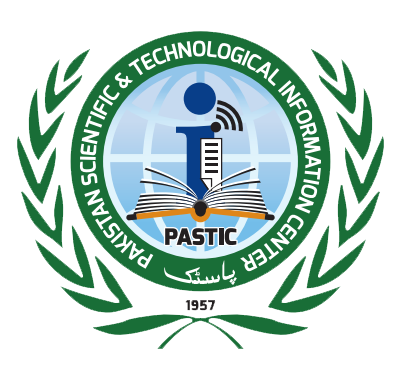 PAKISTAN SCIENTIFIC & TECHNOLOGICAL INFORMATION CENTER
PASTIC
پاسٹک
1957